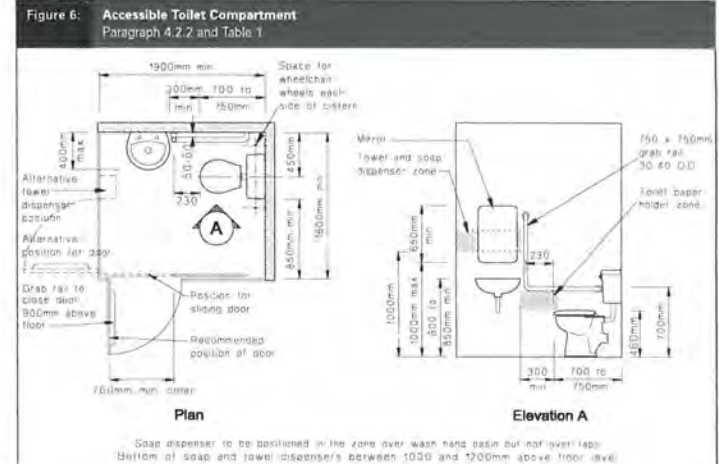 Figure 6: Accessible Toilet Compartment
Paragraph 4.2.2 and Table 1
1900mm min
300mm min
700 to 750mm
Space for wheelchair wheels each side of cistern
400mm max
50-60
230
450mm
1600mm min
850mm min
A
Alternative towel dispenser position
Alternative position for door
Grab rail to close door 900mm above floor
Position for sliding door
Recommended position of door
760mm min
Plan
Mirror
Towel and soap dispenser zone
750 x 750mm grab rail
Toilet paper holder zone
650mm min
230
1000mm
1000mm max
800 to 850mm min
460mm
700mm
300 min
700 to 750mm
Elevation A
Soap dispenser to be positioned in the zone over wash hand basin but not over taps
Bottom of soap and towel dispensers between 1000 and 1200mm above floor level